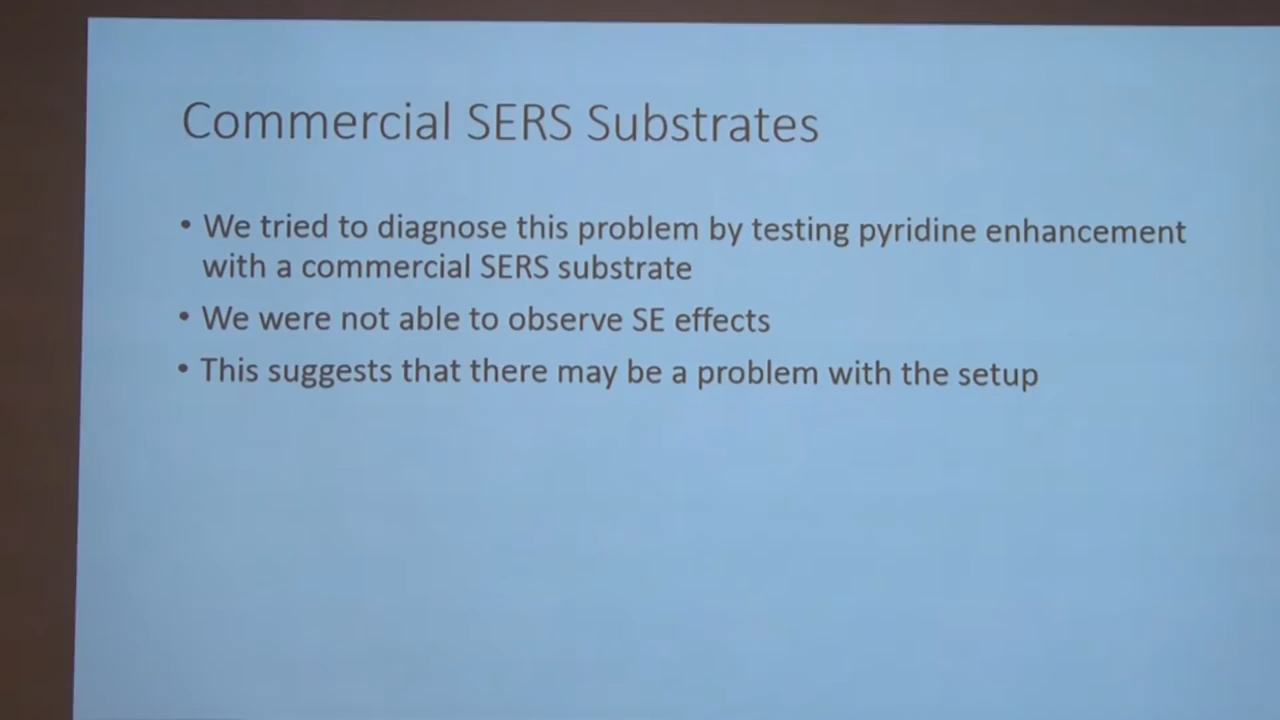 Commercial SERS Substrates
• We tried to diagnose this problem by testing pyridine enhancement
with a commercial SERS substrate
• We were not able to observe SE effects
• This suggests that there may be a problem with the setup